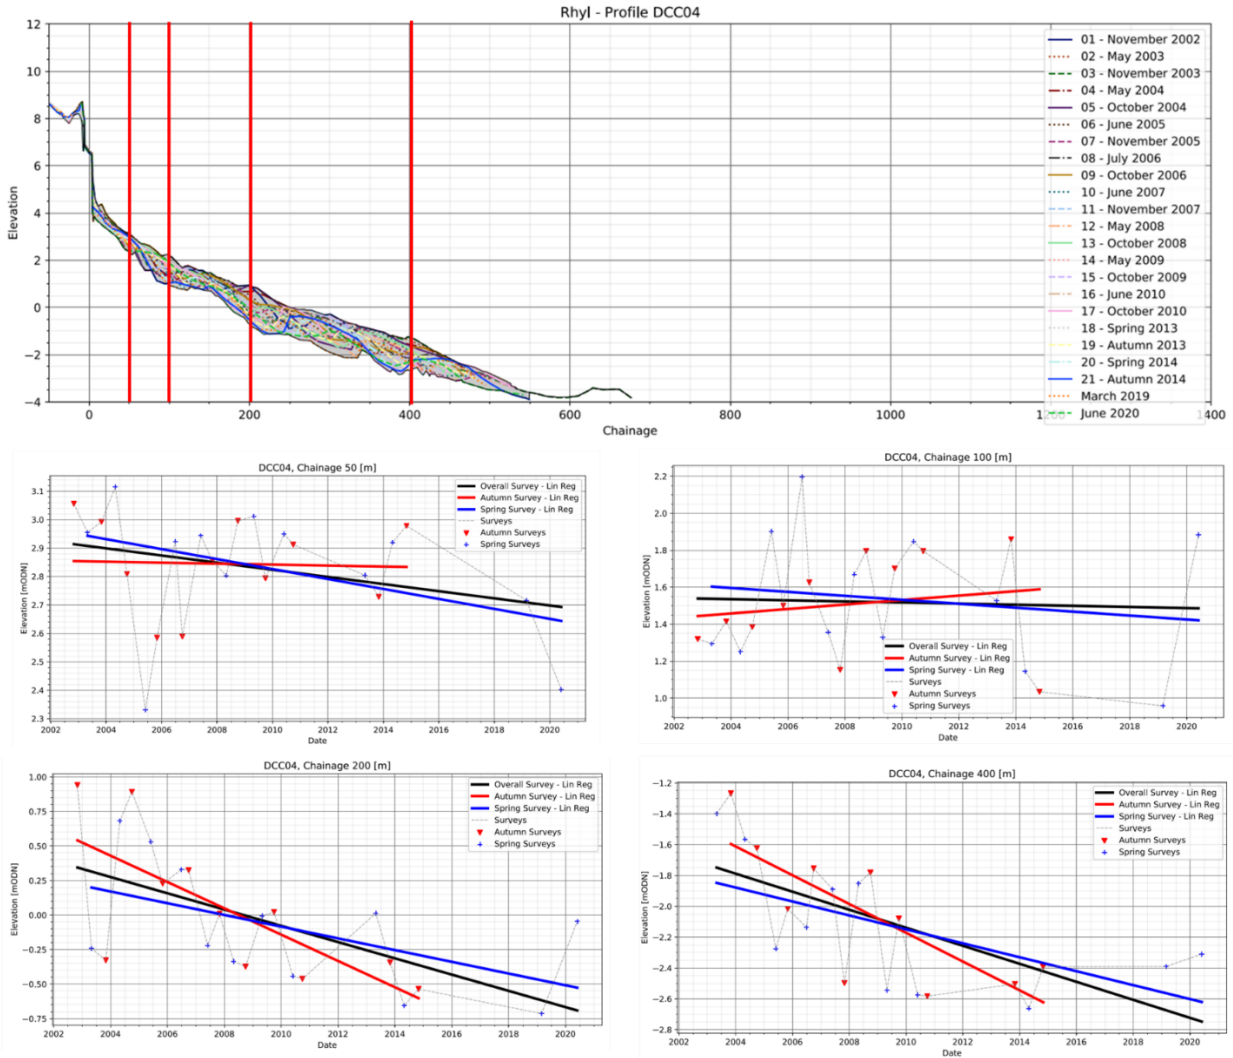 Rhyl - Profile DCC04
12
10
8
6
4
2
0
−2
−4
Elevation
0
200
400
600
800
1000
1200
1400
Chainage
01 - November 2002
02 - May 2003
03 - November 2003
04 - May 2004
05 - October 2004
06 - June 2005
07 - November 2005
08 - July 2006
09 - October 2006
10 - June 2007
11 - November 2007
12 - May 2008
13 - October 2008
14 - May 2009
15 - October 2009
16 - June 2010
17 - October 2010
18 - Spring 2013
19 - Autumn 2013
20 - Spring 2014
21 - Autumn 2014
March 2019
June 2020
DCC04, Chainage 50 [m]
3.1
3.0
2.9
2.8
2.7
2.6
2.5
2.4
2.3
Elevation [mODN]
2002
2004
2006
2008
2010
2012
2014
2016
2018
2020
Date
Overall Survey - Lin Reg
Autumn Survey - Lin Reg
Spring Survey - Lin Reg
Surveys
Autumn Surveys
Spring Surveys
DCC04, Chainage 100 [m]
2.2
2.0
1.8
1.6
1.4
1.2
1.0
Elevation [mODN]
2002
2004
2006
2008
2010
2012
2014
2016
2018
2020
Date
Overall Survey - Lin Reg
Autumn Survey - Lin Reg
Spring Survey - Lin Reg
Surveys
Autumn Surveys
Spring Surveys
DCC04, Chainage 200 [m]
1.00
0.75
0.50
0.25
0.00
−0.25
−0.50
−0.75
Elevation [mODN]
2002
2004
2006
2008
2010
2012
2014
2016
2018
2020
Date
Overall Survey - Lin Reg
Autumn Survey - Lin Reg
Spring Survey - Lin Reg
Surveys
Autumn Surveys
Spring Surveys
DCC04, Chainage 400 [m]
−1.2
−1.4
−1.6
−1.8
−2.0
−2.2
−2.4
−2.6
−2.8
Elevation [mODN]
2002
2004
2006
2008
2010
2012
2014
2016
2018
2020
Date
Overall Survey - Lin Reg
Autumn Survey - Lin Reg
Spring Survey - Lin Reg
Surveys
Autumn Surveys
Spring Surveys